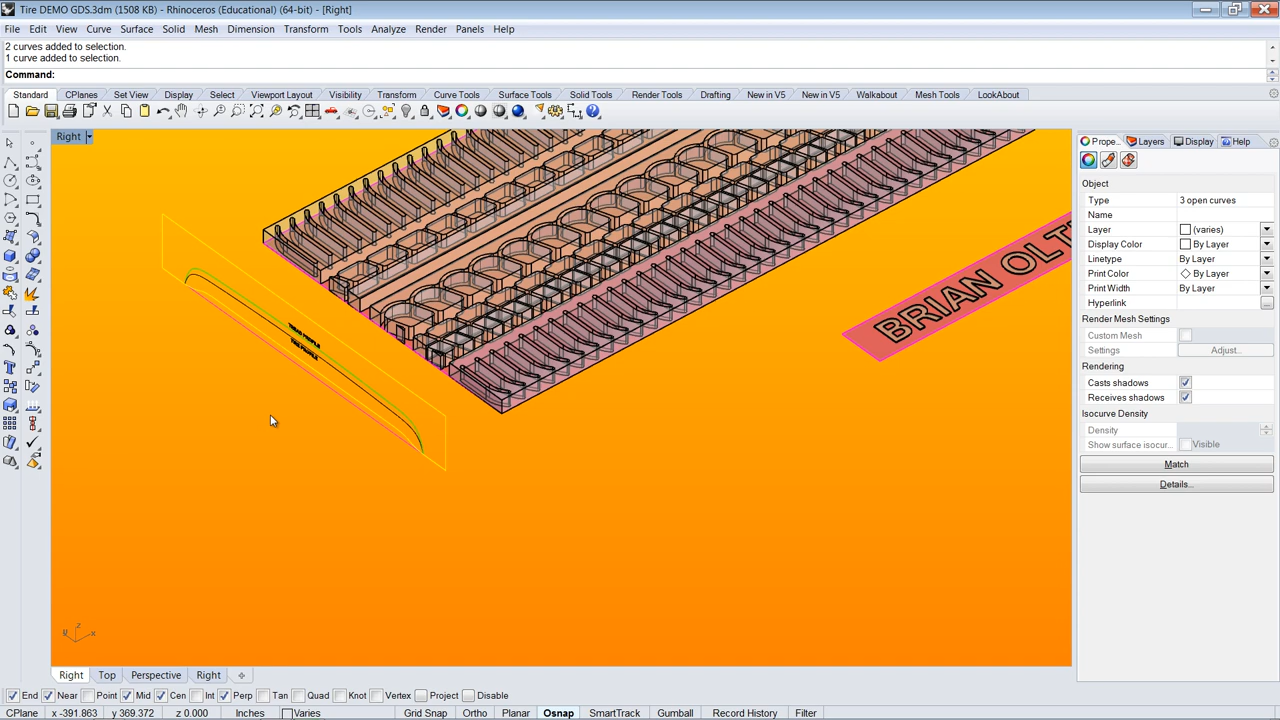 Tire DEMO GDS.3dm (1508 KB) - Rhinoceros (Educational) (64-bit) - [Right]
File Edit View Curve Surface Solid Mesh Dimension Transform Tools Analyze Render Panels Help
2 curves added to selection.
1 curve added to selection.
Command:
Standard CPlanes Set View Display Select Viewport Layout Visibility Transform Curve Tools Surface Tools Solid Tools Render Tools Drafting New in V5 New in V5 Walkabout Mesh Tools LookAbout
Right
Prope... Layers Display Help
Object
Type 3 open curves
Name
Layer (varies)
Display Color By Layer
Linetype By Layer
Print Color By Layer
Print Width By Layer
Hyperlink ...
Render Mesh Settings
Custom Mesh
Settings Adjust...
Rendering
Casts shadows
Receives shadows
Isocurve Density
Density
Show surface isocur... Visible
Match
Details...
TREAD PROFILE
TIRE PROFILE
BRIAN OLT
z
y x
Right Top Perspective Right
End Near Point Mid Cen Int Perp Tan Quad Knot Vertex Project Disable
CPlane x -391.863 y 369.372 z 0.000 Inches Varies Grid Snap Ortho Planar Osnap SmartTrack Gumball Record History Filter